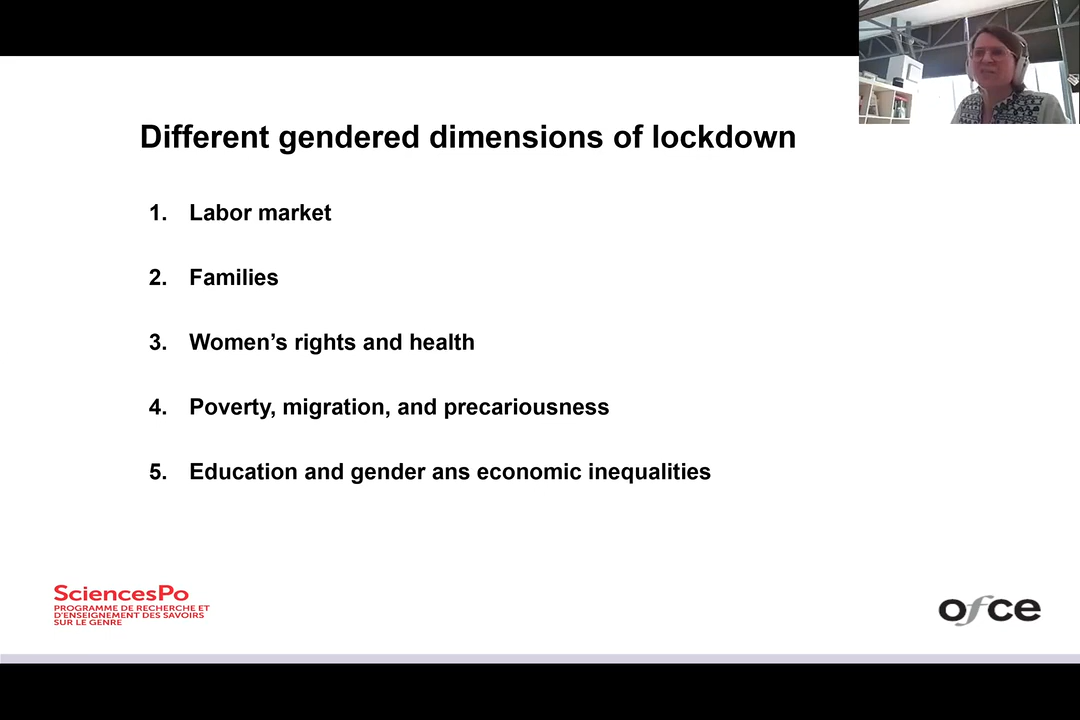 Different gendered dimensions of lockdown
1. Labor market
2. Families
3. Women’s rights and health
4. Poverty, migration, and precariousness
5. Education and gender ans economic inequalities
SciencesPo
PROGRAMME DE RECHERCHE ET
D'ENSEIGNEMENT DES SAVOIRS
SUR LE GENRE
ofce